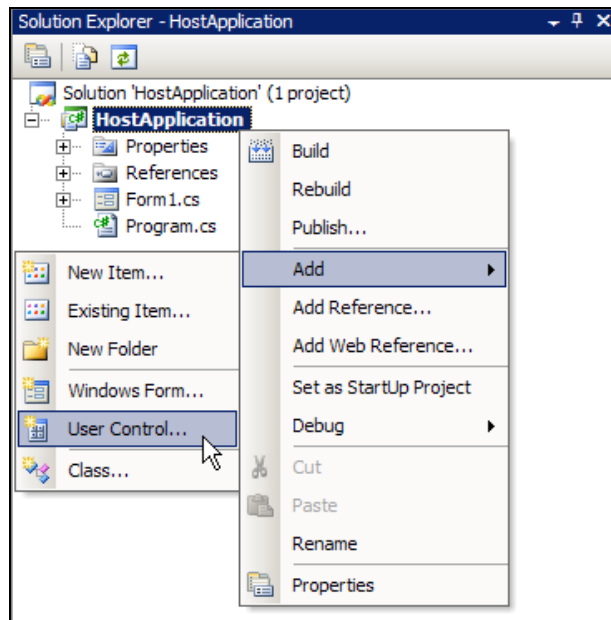 Solution Explorer - HostApplication
Solution 'HostApplication' (1 project)
HostApplication
Properties
References
Form1.cs
Program.cs
Build
Rebuild
Publish...
Add
Add Reference...
Add Web Reference...
Set as StartUp Project
Debug
Cut
Paste
Rename
Properties
New Item...
Existing Item...
New Folder
Windows Form...
User Control...
Class...